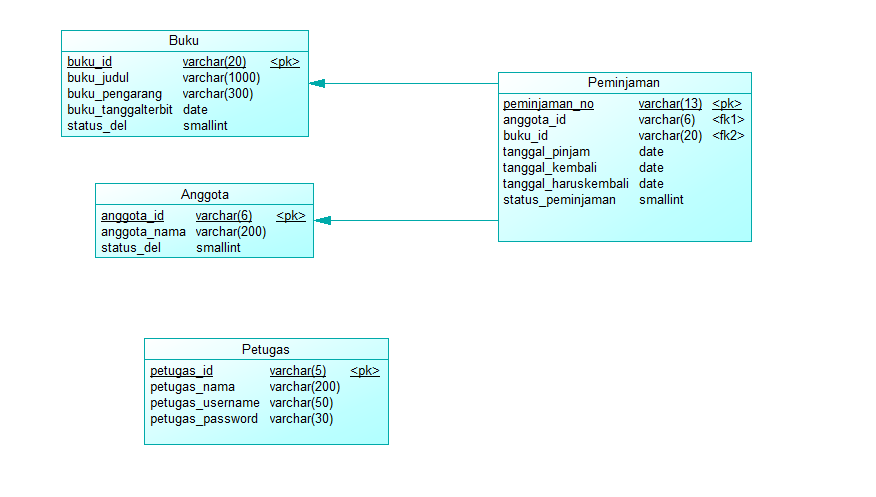 Buku
buku_id varchar(20) <pk>
buku_judul varchar(1000)
buku_pengarang varchar(300)
buku_tanggalterbit date
status_del smallint
Peminjaman
peminjaman_no varchar(13) <pk>
anggota_id varchar(6) <fk1>
buku_id varchar(20) <fk2>
tanggal_pinjam date
tanggal_kembali date
tanggal_haruskembali date
status_peminjaman smallint
Anggota
anggota_id varchar(6) <pk>
anggota_nama varchar(200)
status_del smallint
Petugas
petugas_id varchar(5) <pk>
petugas_nama varchar(200)
petugas_username varchar(50)
petugas_password varchar(30)